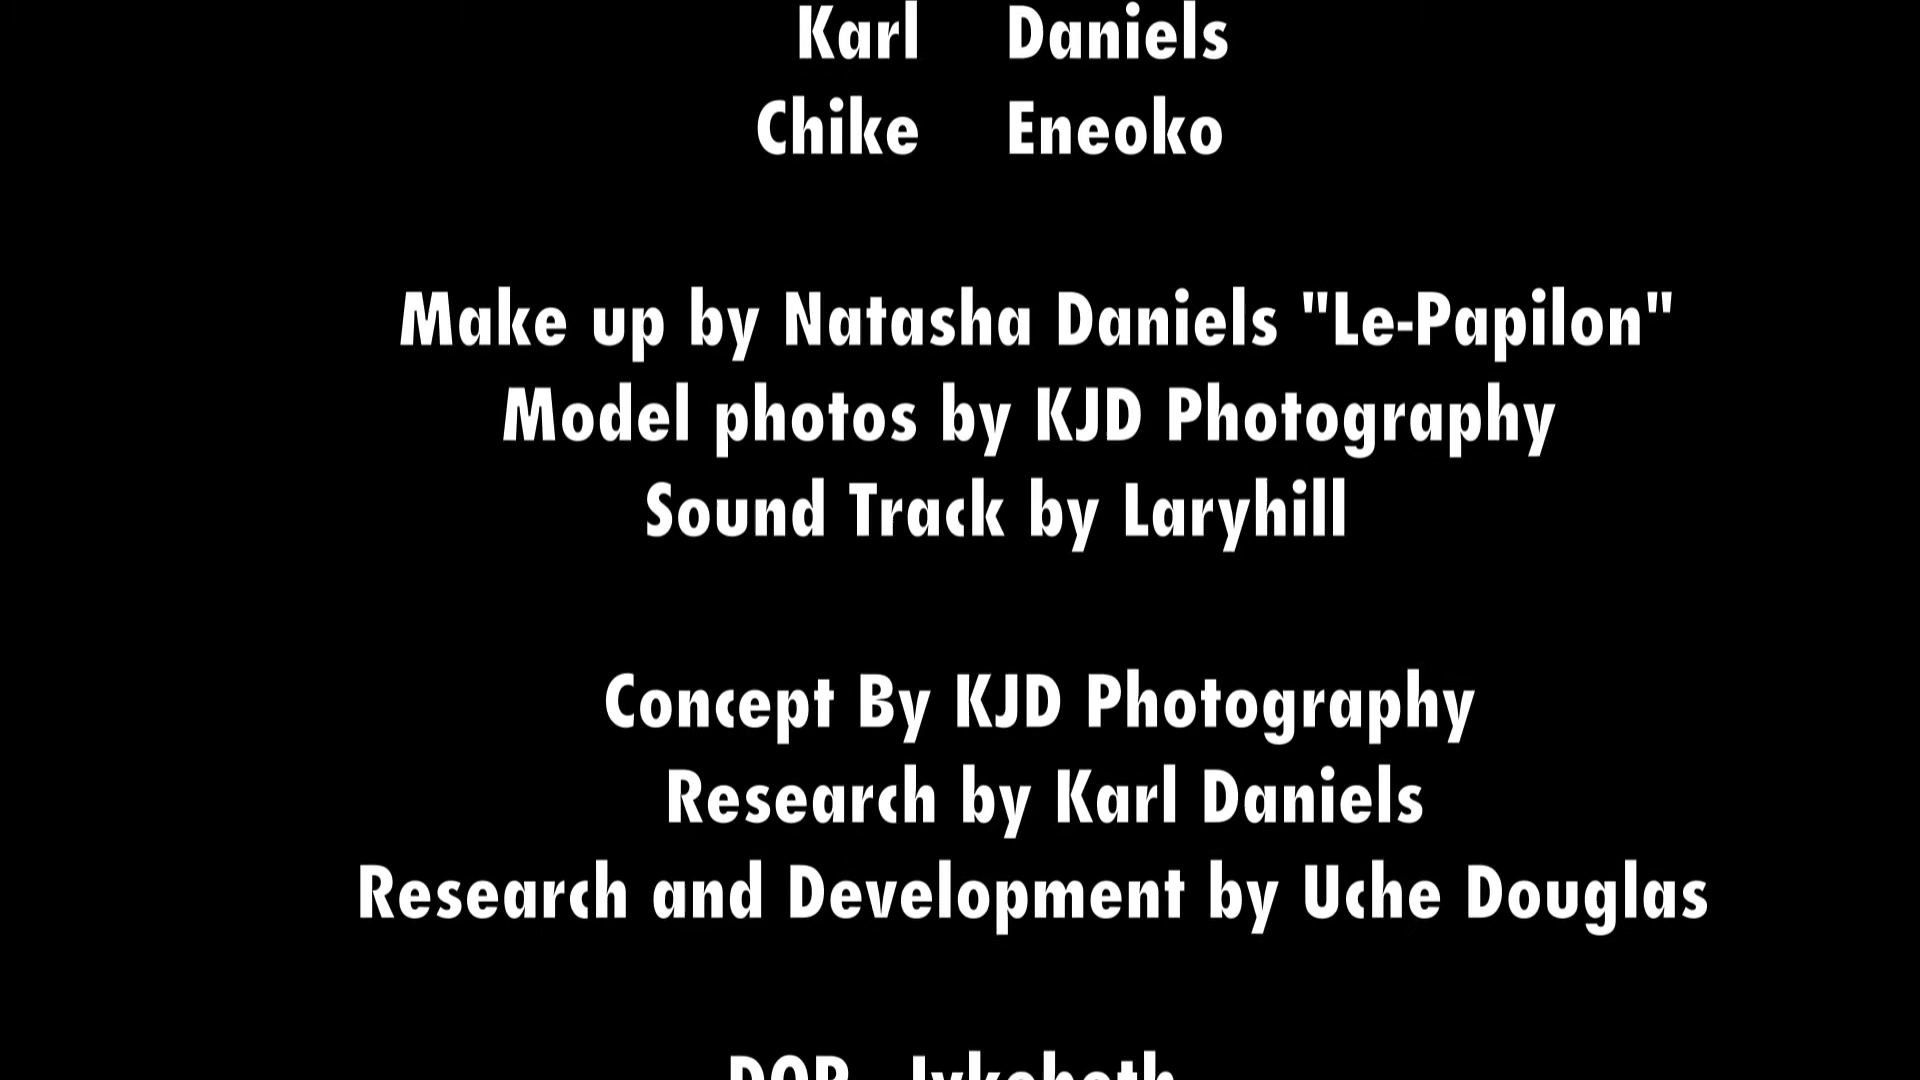 Karl Daniels
Chike Eneoko
Make up by Natasha Daniels "Le-Papilon"
Model photos by KJD Photography
Sound Track by Laryhill
Concept By KJD Photography
Research by Karl Daniels
Research and Development by Uche Douglas
DOP